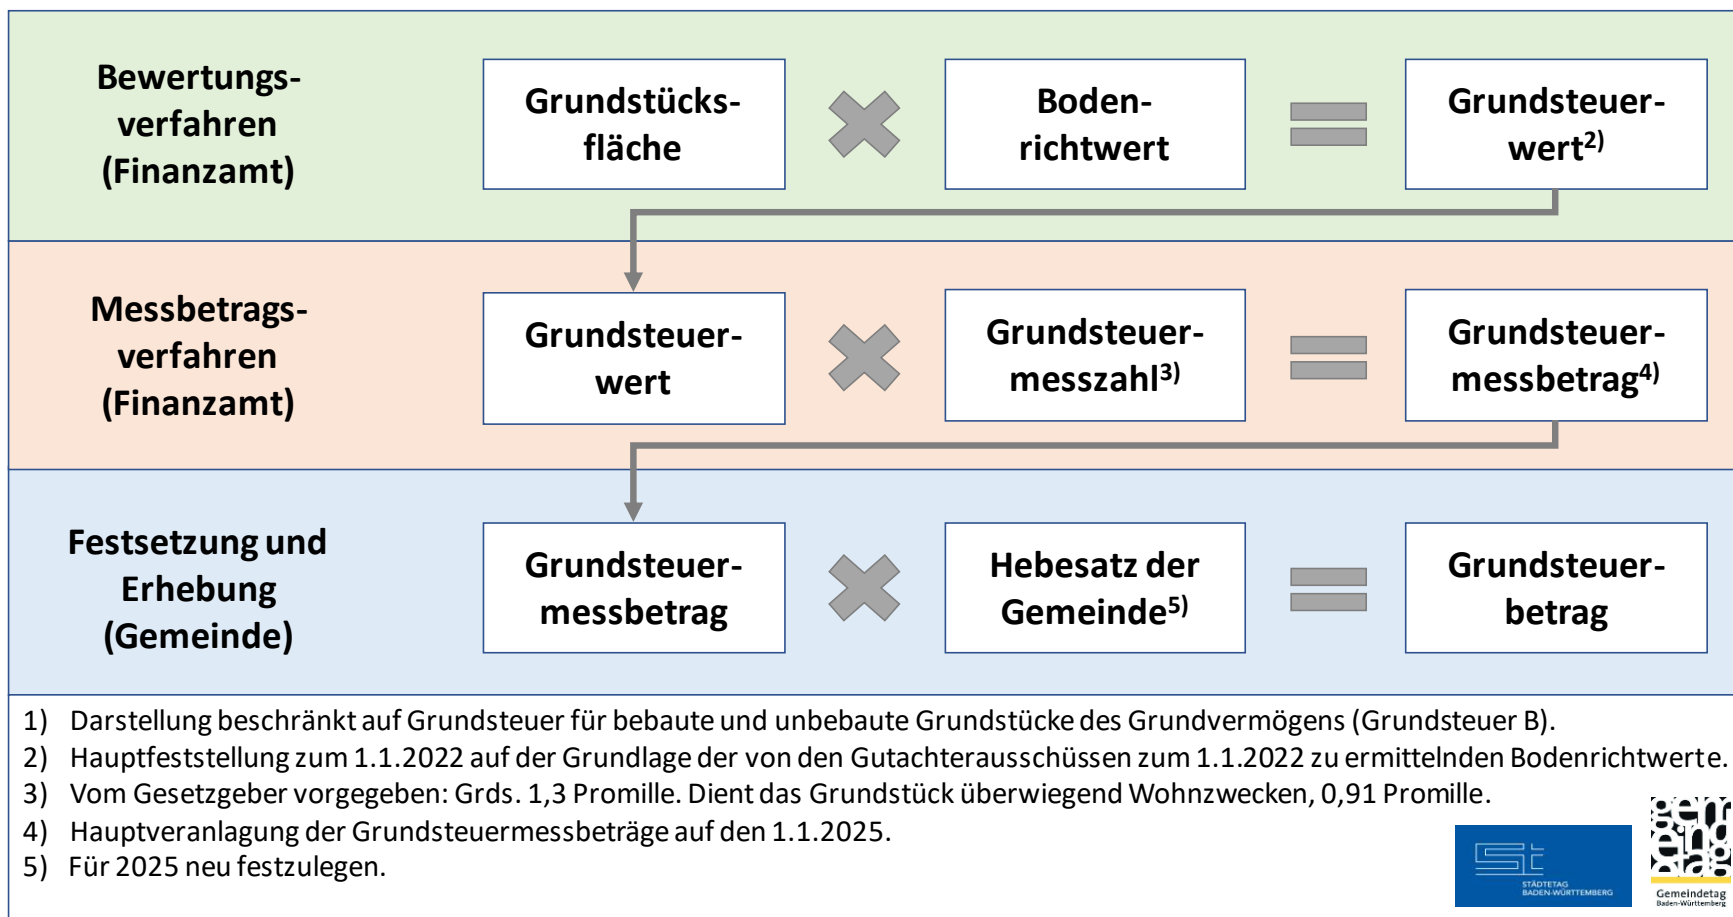 Bewertungs-
verfahren
(Finanzamt)
Grundstücks-
fläche
Boden-
richtwert
Grundsteuer-
wert2)
Messbetrags-
verfahren
(Finanzamt)
Grundsteuer-
wert
Grundsteuer-
messzahl3)
Grundsteuer-
messbetrag4)
Festsetzung und
Erhebung
(Gemeinde)
Grundsteuer-
messbetrag
Hebesatz der
Gemeinde5)
Grundsteuer-
betrag
1) Darstellung beschränkt auf Grundsteuer für bebaute und unbebaute Grundstücke des Grundvermögens (Grundsteuer B).
2) Hauptfeststellung zum 1.1.2022 auf der Grundlage der von den Gutachterausschüssen zum 1.1.2022 zu ermittelnden Bodenrichtwerte.
3) Vom Gesetzgeber vorgegeben: Grds. 1,3 Promille. Dient das Grundstück überwiegend Wohnzwecken, 0,91 Promille.
4) Hauptveranlagung der Grundsteuermessbeträge auf den 1.1.2025.
5) Für 2025 neu festzulegen.
St
STÄDTETAG
BADEN-WÜRTTEMBERG
gem
eind
etag
Gemeindetag
Baden-Württemberg